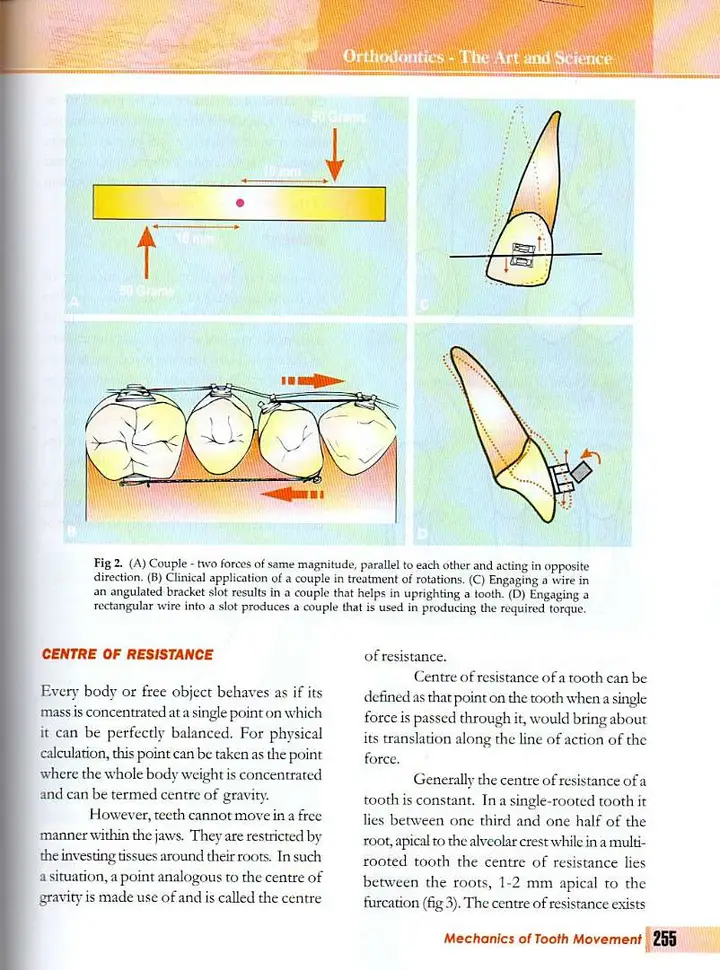 Orthodontics - The Art and Science
50 Grams
10 mm
10 mm
50 Grams
A
C
B
D
Fig 2. (A) Couple - two forces of same magnitude, parallel to each other and acting in opposite
direction. (B) Clinical application of a couple in treatment of rotations. (C) Engaging a wire in
an angulated bracket slot results in a couple that helps in uprighting a tooth. (D) Engaging a
rectangular wire into a slot produces a couple that is used in producing the required torque.
CENTRE OF RESISTANCE
Every body or free object behaves as if its
mass is concentrated at a single point on which
it can be perfectly balanced. For physical
calculation, this point can be taken as the point
where the whole body weight is concentrated
and can be termed centre of gravity.
However, teeth cannot move in a free
manner within the jaws. They are restricted by
the investing tissues around their roots. In such
a situation, a point analogous to the centre of
gravity is made use of and is called the centre
of resistance.
Centre of resistance of a tooth can be
defined as that point on the tooth when a single
force is passed through it, would bring about
its translation along the line of action of the
force.
Generally the centre of resistance of a
tooth is constant. In a single-rooted tooth it
lies between one third and one half of the
root, apical to the alveolar crest while in a multi-
rooted tooth the centre of resistance lies
between the roots, 1-2 mm apical to the
furcation (fig 3). The centre of resistance exists
Mechanics of Tooth Movement 255